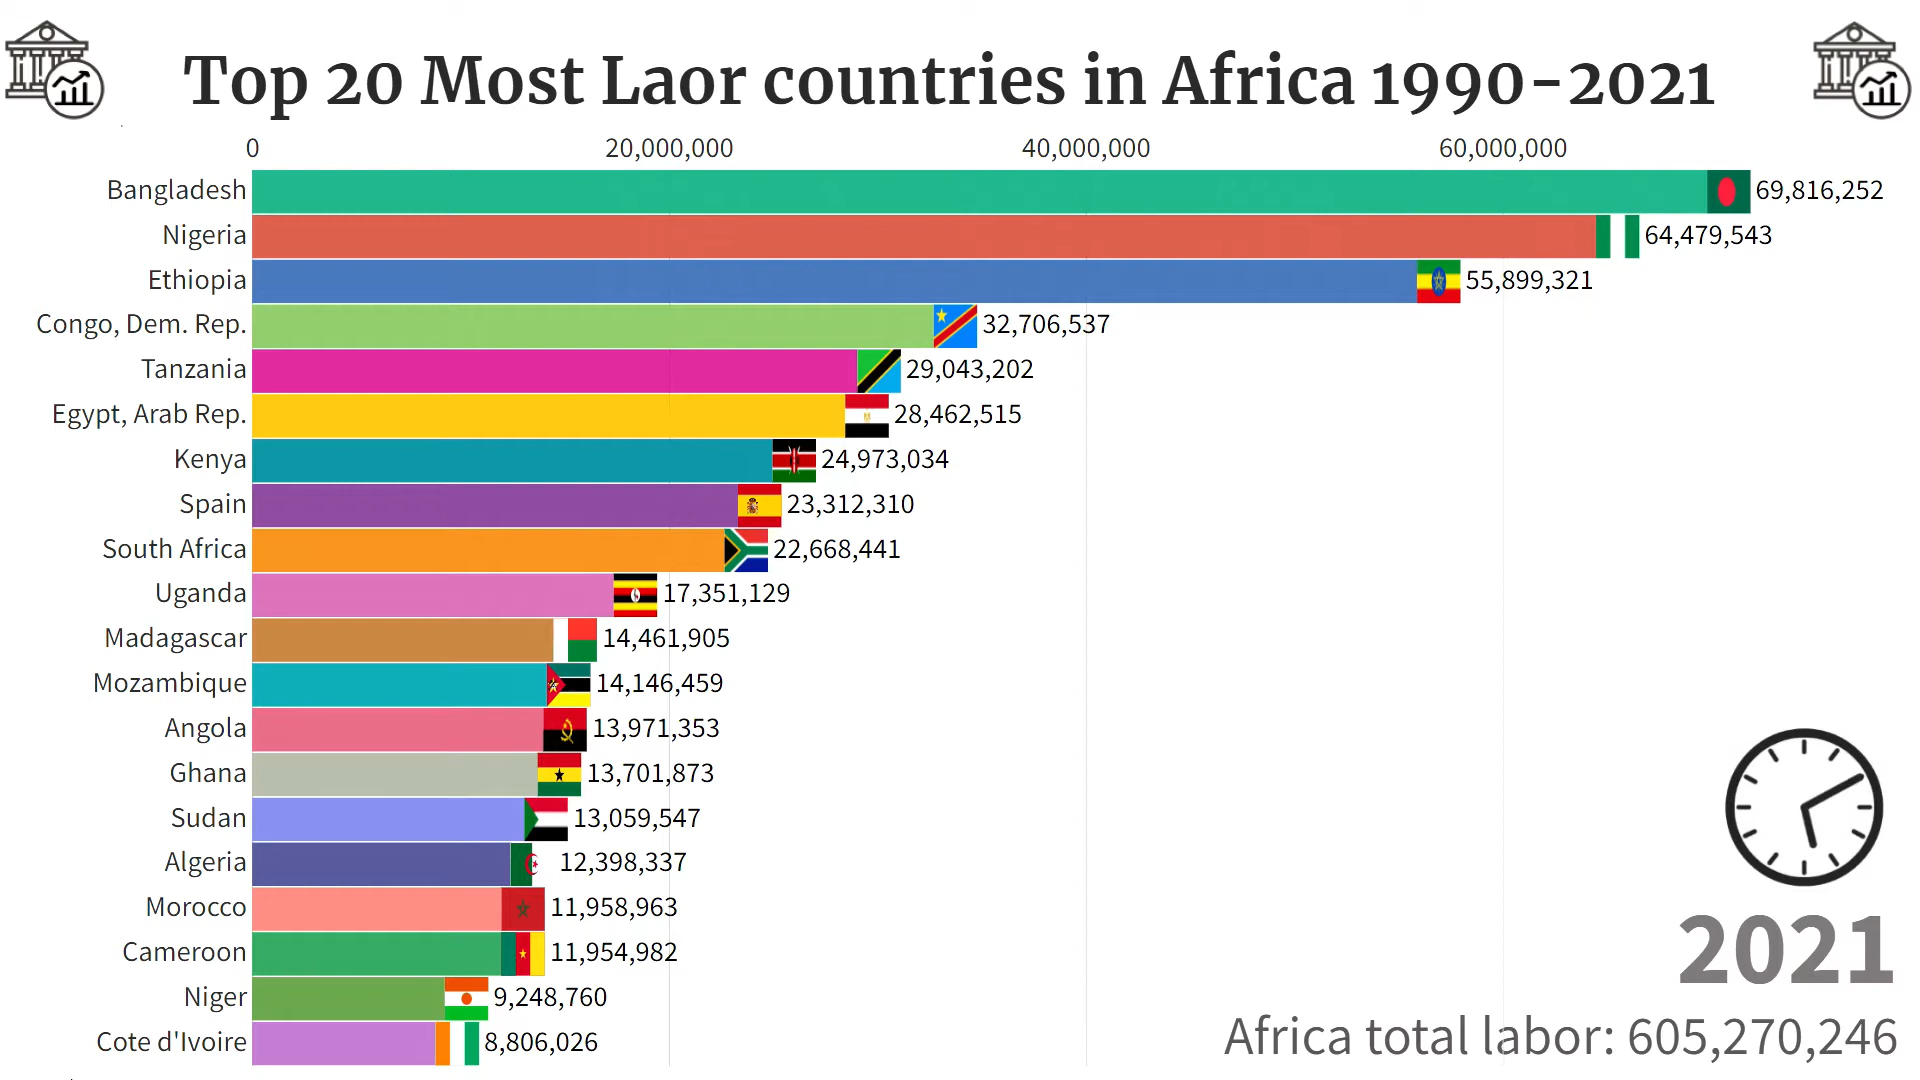 Top 20 Most Laor countries in Africa 1990-2021
0 20,000,000 40,000,000 60,000,000
Bangladesh 69,816,252
Nigeria 64,479,543
Ethiopia 55,899,321
Congo, Dem. Rep. 32,706,537
Tanzania 29,043,202
Egypt, Arab Rep. 28,462,515
Kenya 24,973,034
Spain 23,312,310
South Africa 22,668,441
Uganda 17,351,129
Madagascar 14,461,905
Mozambique 14,146,459
Angola 13,971,353
Ghana 13,701,873
Sudan 13,059,547
Algeria 12,398,337
Morocco 11,958,963
Cameroon 11,954,982
Niger 9,248,760
Cote d'Ivoire 8,806,026
2021
Africa total labor: 605,270,246